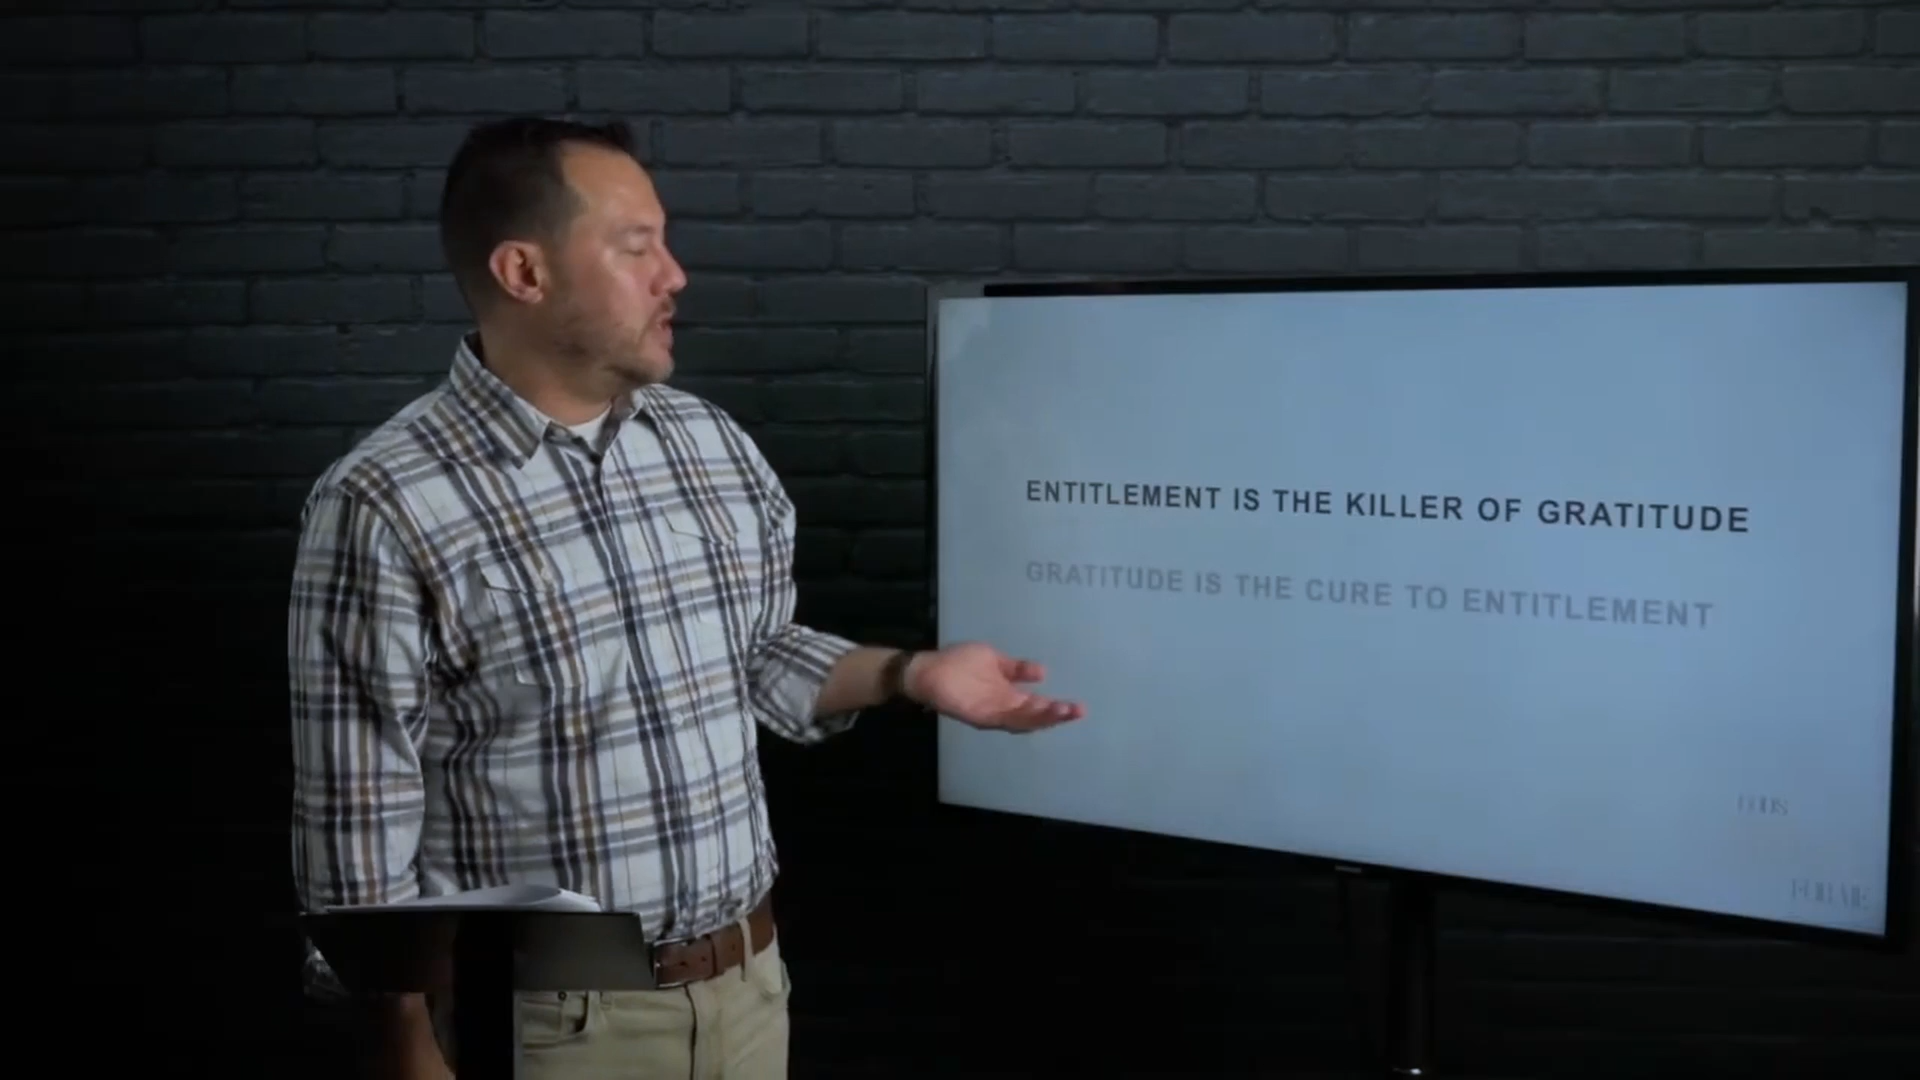 ENTITLEMENT IS THE KILLER OF GRATITUDE
GRATITUDE IS THE CURE TO ENTITLEMENT